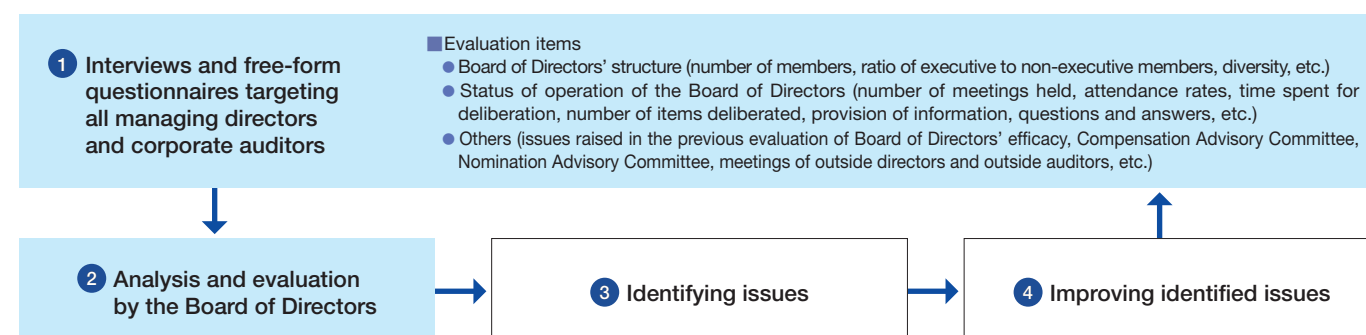 1 Interviews and free-form
questionnaires targeting
all managing directors
and corporate auditors
■Evaluation items
● Board of Directors’ structure (number of members, ratio of executive to non-executive members, diversity, etc.)
● Status of operation of the Board of Directors (number of meetings held, attendance rates, time spent for
deliberation, number of items deliberated, provision of information, questions and answers, etc.)
● Others (issues raised in the previous evaluation of Board of Directors’ efficacy, Compensation Advisory Committee,
Nomination Advisory Committee, meetings of outside directors and outside auditors, etc.)
2 Analysis and evaluation
by the Board of Directors
3 Identifying issues
4 Improving identified issues